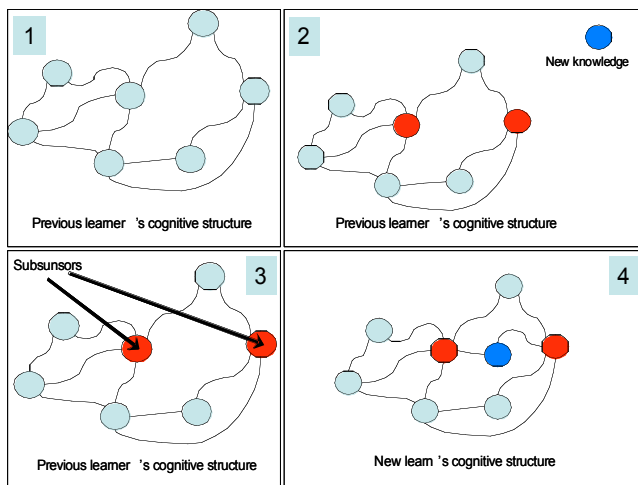 1
2
New knowledge
Previous learner 's cognitive structure
Previous learner 's cognitive structure
Subsunsors
3
4
Previous learner 's cognitive structure
New learn 's cognitive structure